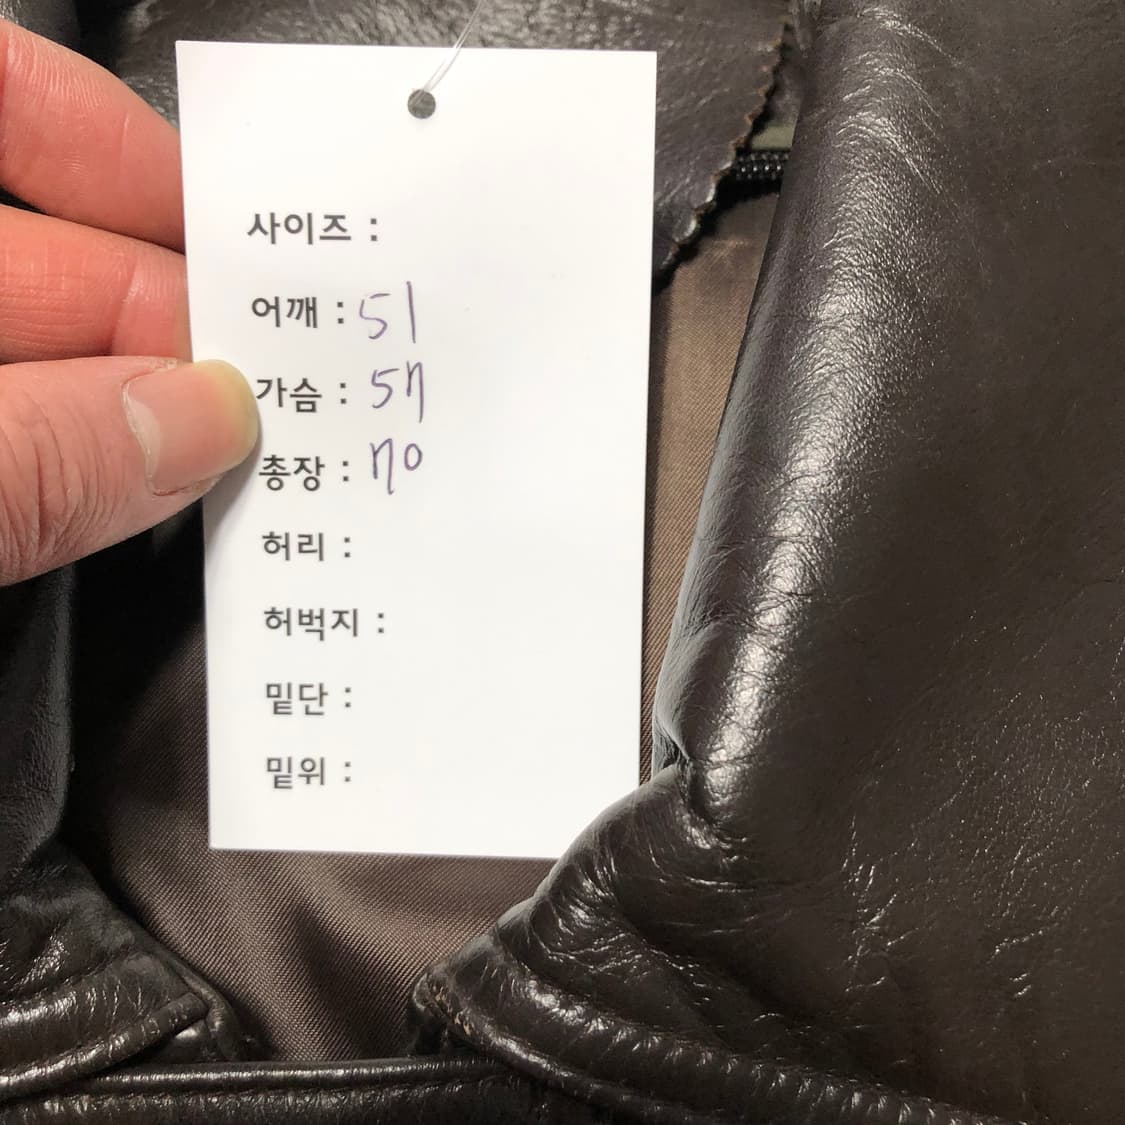 사이즈 :
어깨 : 51
가슴 : 57
총장 : 70
허리 :
허벅지 :
밑단 :
밑위 :